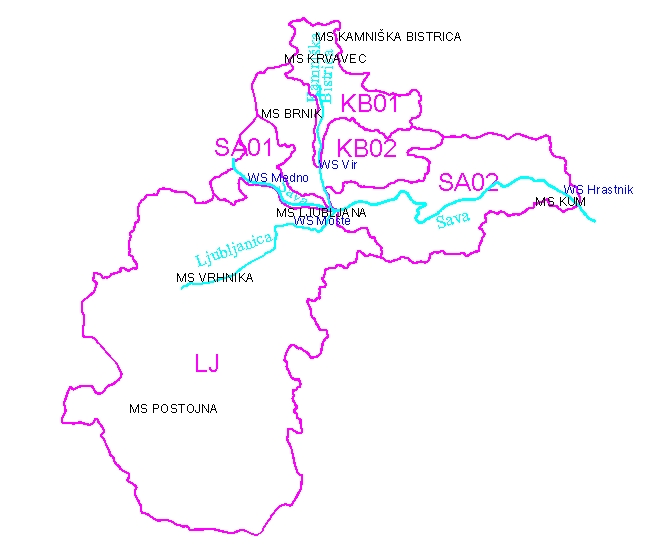 MS KAMNIŠKA BISTRICA
MS KRVAVEC
Kamniška
Bistrica
KB01
MS BRNIK
SA01
KB02
WS Vir
WS Medno
SA02
Sava
WS Hrastnik
MS KUM
MS LJUBLJANA
WS Moste
Sava
Ljubljanica
MS VRHNIKA
LJ
MS POSTOJNA